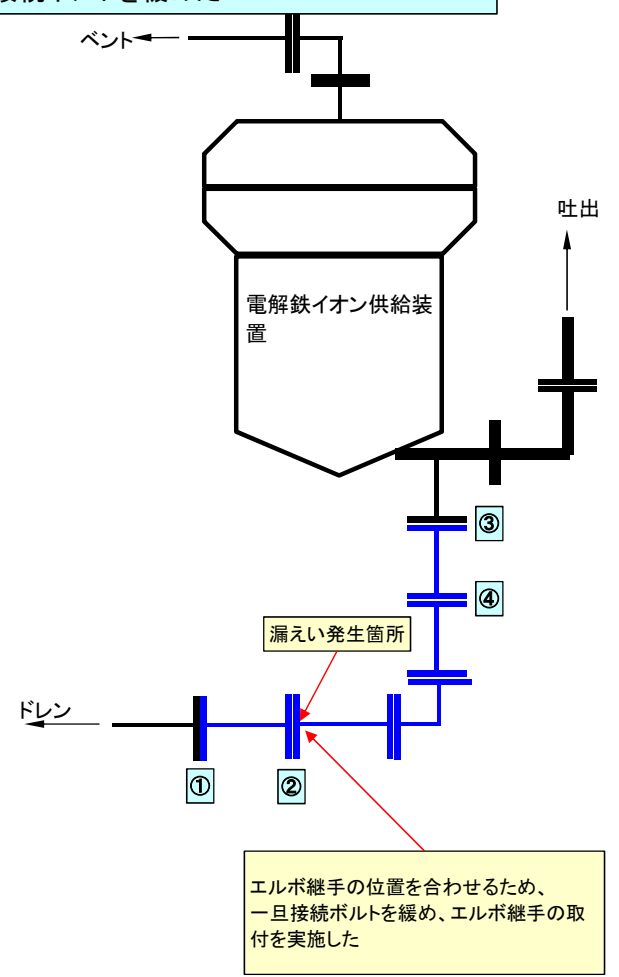 ベント
吐出
電解鉄イオン供給装
置
③
④
漏えい発生箇所
ドレン
①
②
エルボ継手の位置を合わせるため、
一旦接続ボルトを緩め、エルボ継手の取
付を実施した